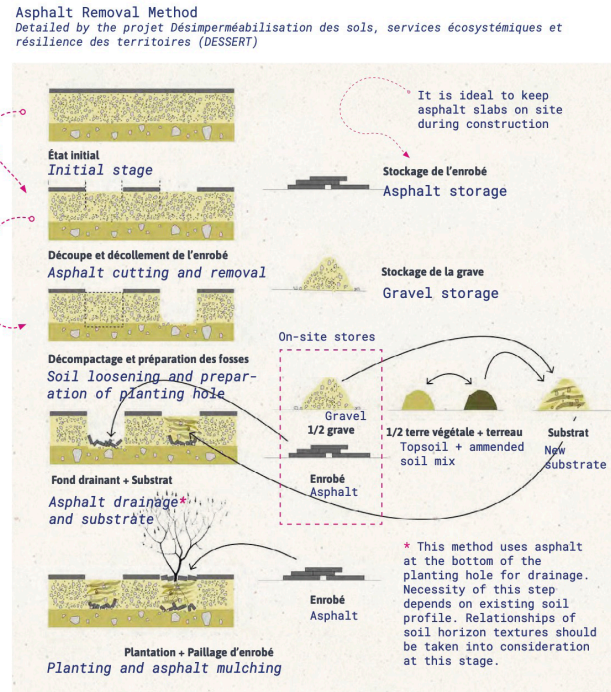 Asphalt Removal Method
Detailed by the projet Désimperméabilisation des sols, services écosystémiques et
résilience des territoires (DESSERT)
It is ideal to keep
asphalt slabs on site
during construction
État initial
Initial stage
Stockage de l'enrobé
Asphalt storage
Découpe et décollement de l'enrobé
Asphalt cutting and removal
Stockage de la grave
Gravel storage
On-site stores
Décompactage et préparation des fosses
Soil loosening and prepar-
ation of planting hole
Gravel
1/2 grave
1/2 terre végétale + terreau
Topsoil + ammended
soil mix
Substrat
New
substrate
Fond drainant + Substrat
Asphalt drainage*
and substrate
Enrobé
Asphalt
* This method uses asphalt
at the bottom of the
planting hole for drainage.
Necessity of this step
depends on existing soil
profile. Relationships of
soil horizon textures should
be taken into consideration
at this stage.
Enrobé
Asphalt
Plantation + Paillage d'enrobé
Planting and asphalt mulching